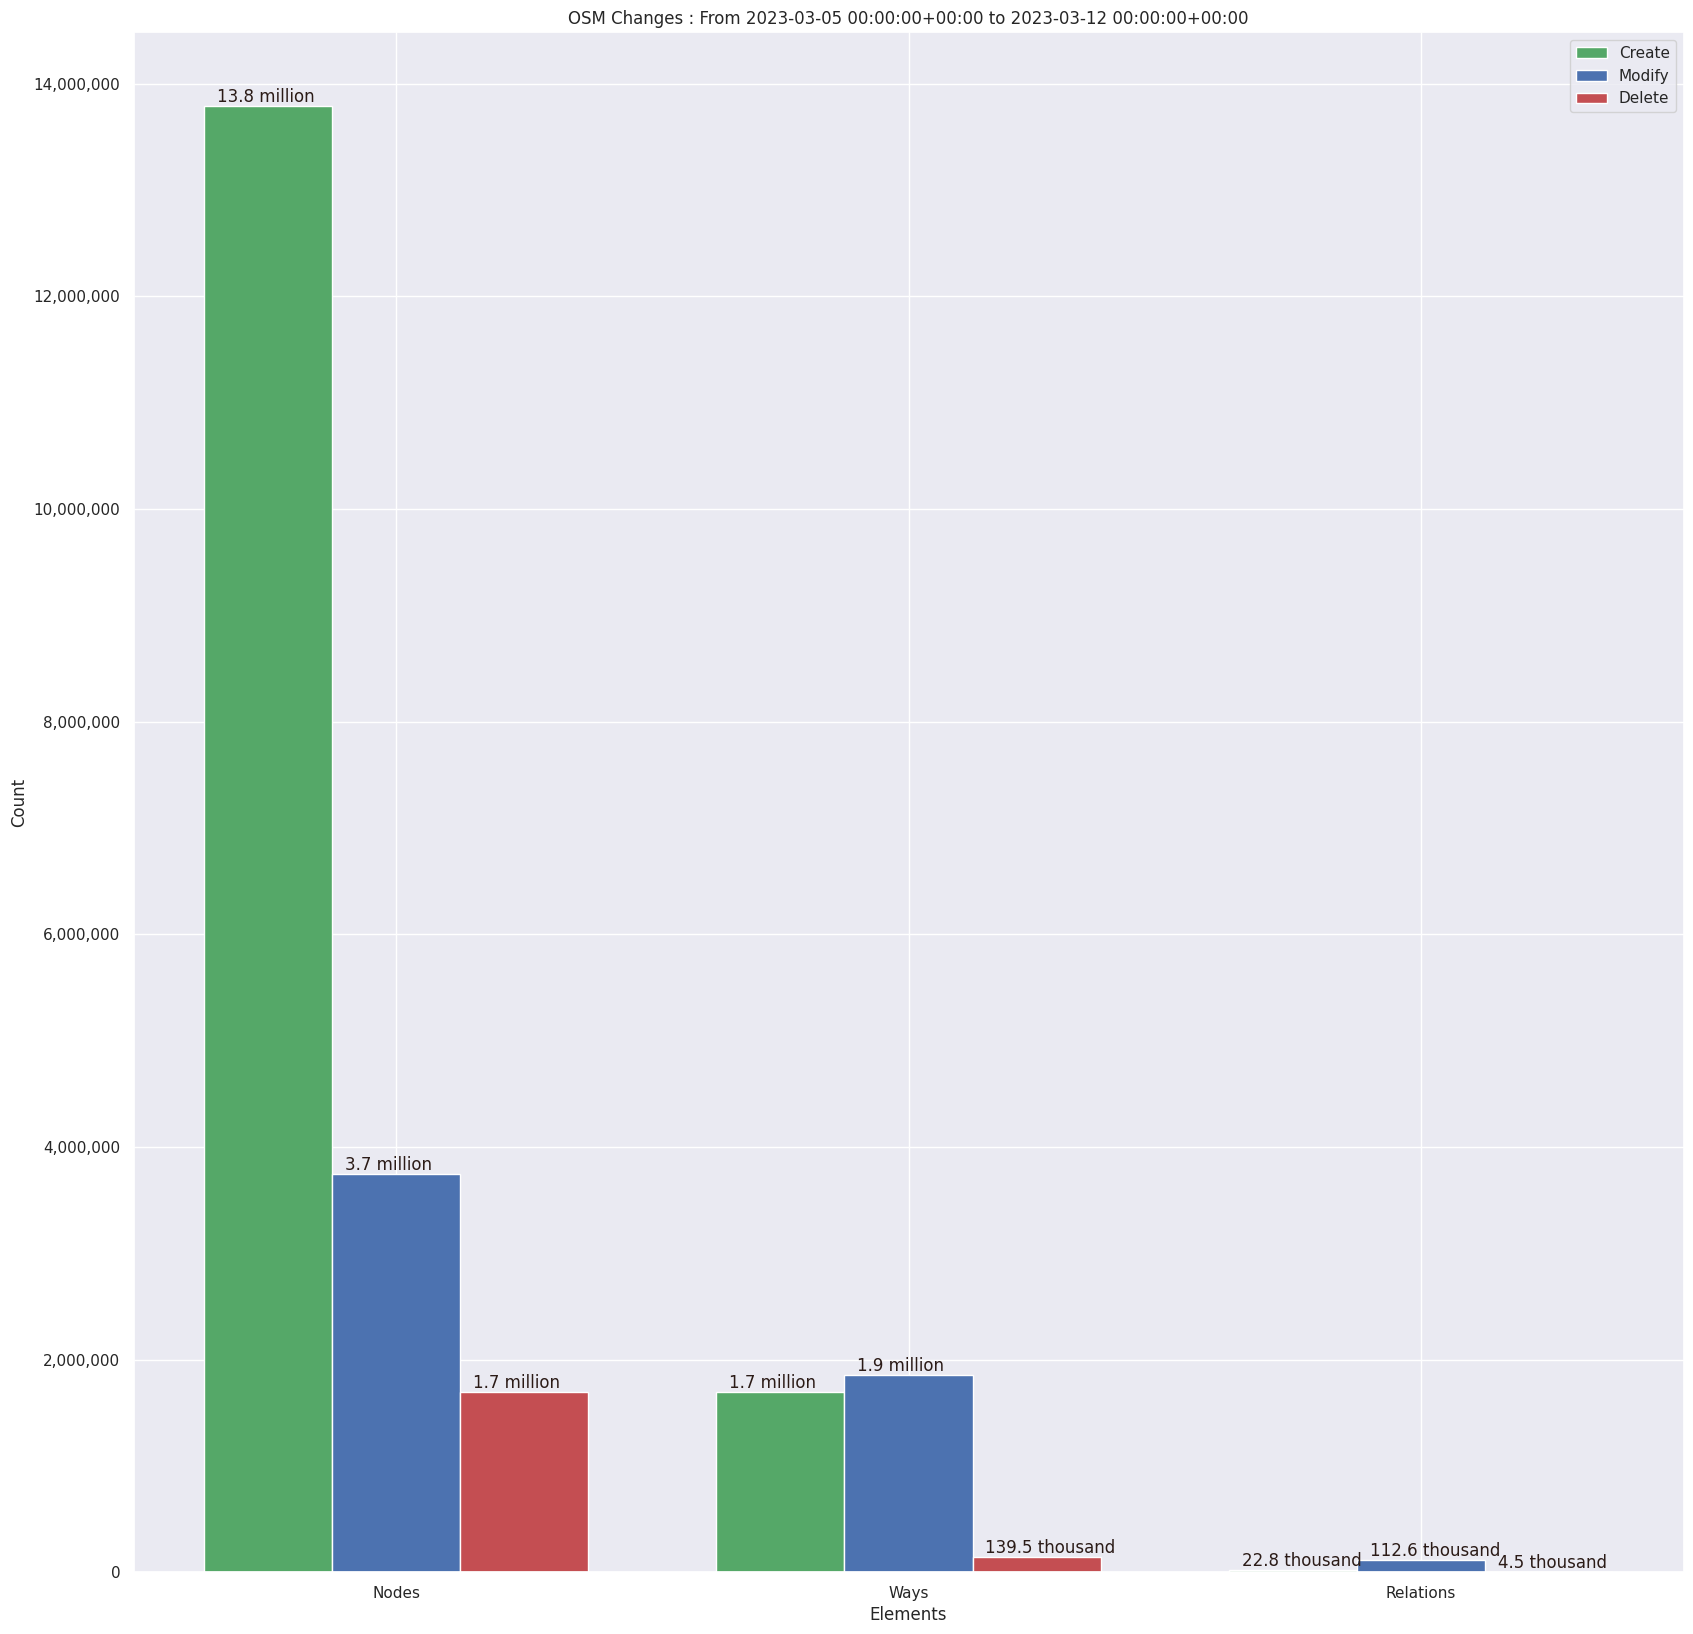 OSM Changes : From 2023-03-05 00:00:00+00:00 to 2023-03-12 00:00:00+00:00
Create
Modify
Delete
14,000,000
12,000,000
10,000,000
8,000,000
6,000,000
4,000,000
2,000,000
0
Count
13.8 million
3.7 million
1.7 million
1.7 million
1.9 million
139.5 thousand
22.8 thousand
112.6 thousand
4.5 thousand
Nodes
Ways
Relations
Elements